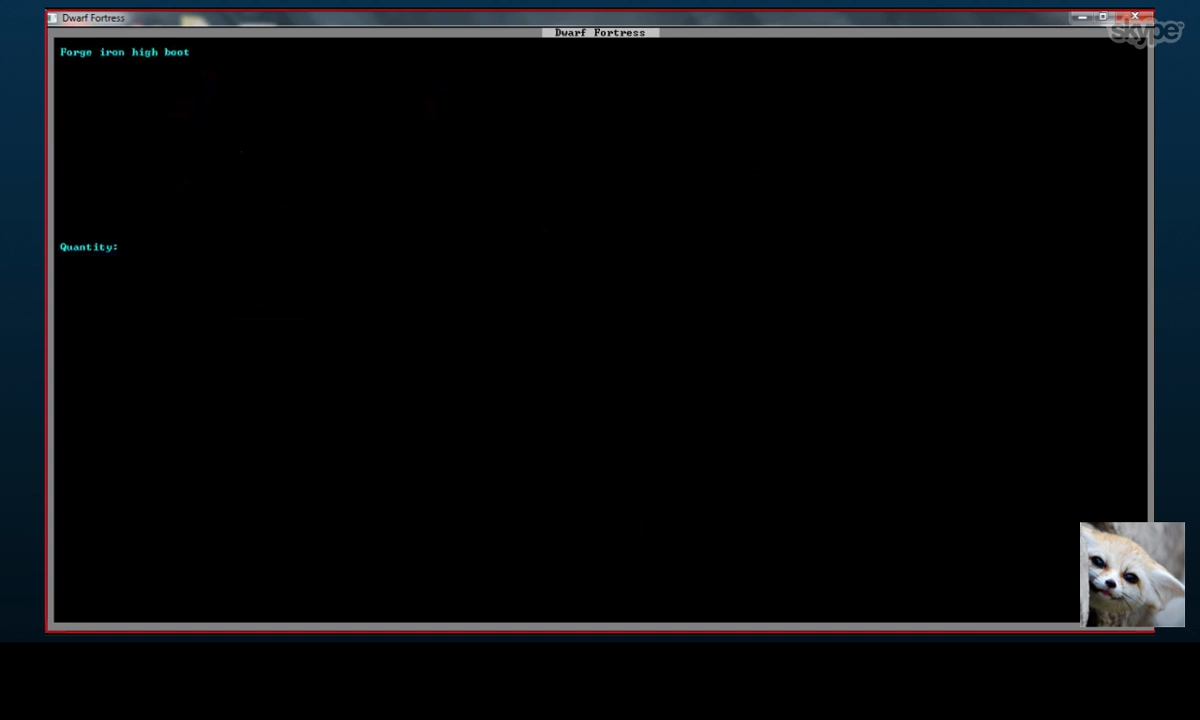 Dwarf Fortress
skype
Dwarf Fortress
Forge iron high boot
Quantity: